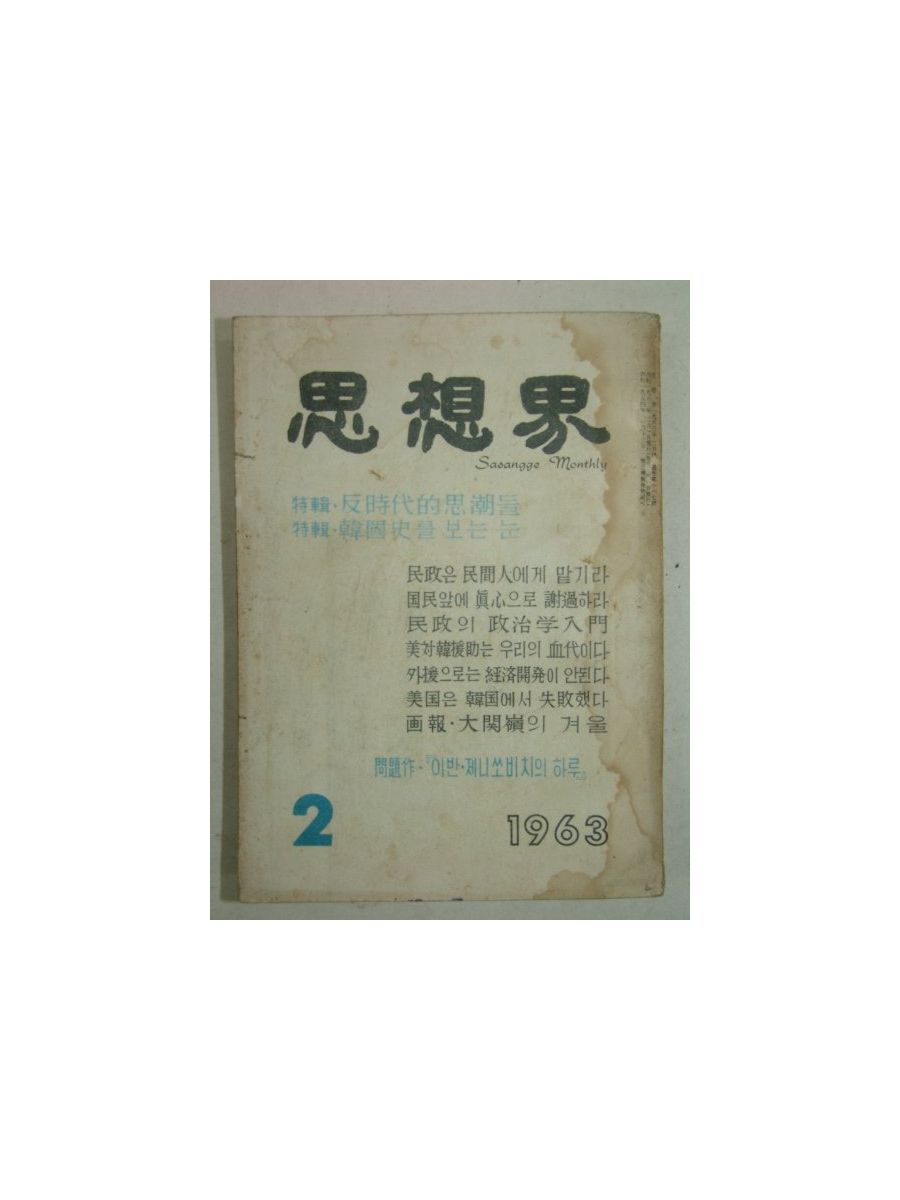 思想界
Sasangge Monthly
特輯·反時代的思潮들
特輯·韓國史를 보는 눈
民政은 民間人에게 맡기라
国民앞에 眞心으로 謝過하라
民政의 政治学入門
美対韓援助는 우리의 血代이다
外援으로는 経済開発이 안된다
美国은 韓国에서 失敗했다
画報·大関嶺의 겨울
問題作·『이반·제니쏘비치의 하루』
2
1963